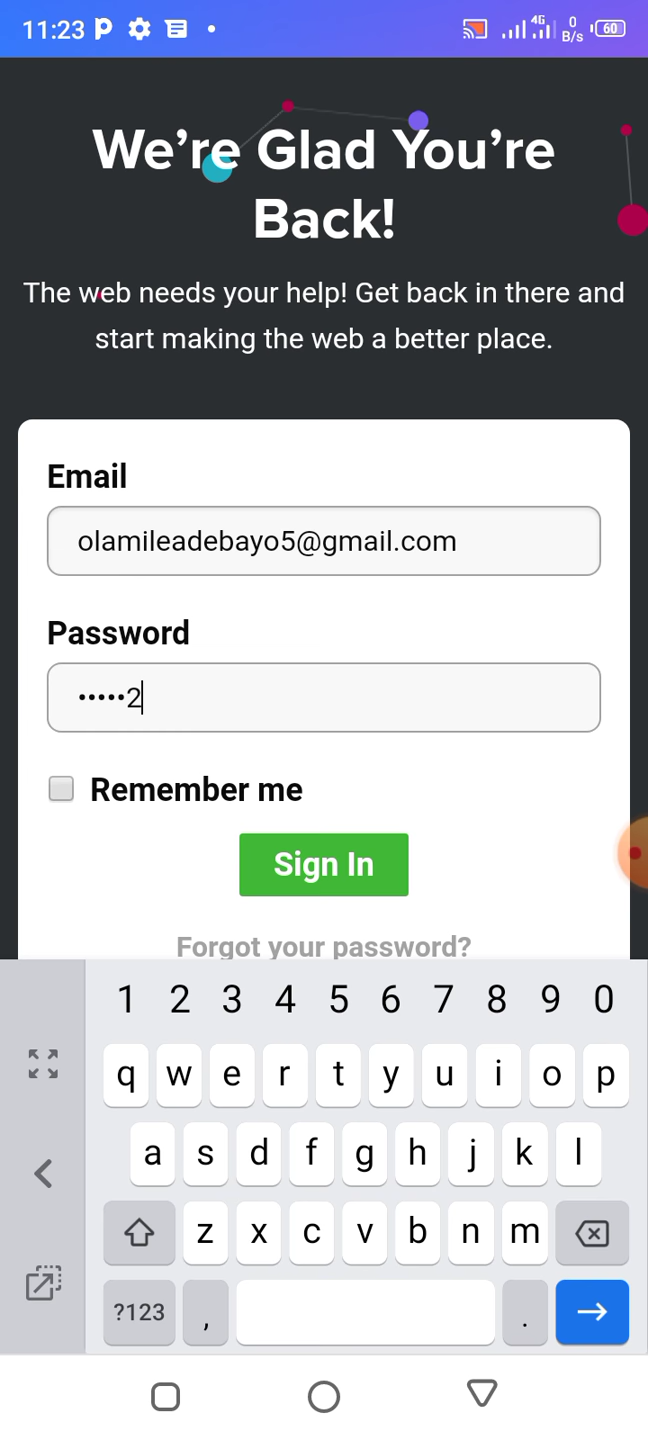 11:23
4G 0 B/s 60
We're Glad You're
Back!
The web needs your help! Get back in there and
start making the web a better place.
Email
olamileadebayo5@gmail.com
Password
•••••2
Remember me
Sign In
Forgot your password?
1 2 3 4 5 6 7 8 9 0
q w e r t y u i o p
a s d f g h j k l
z x c v b n m
?123 , .